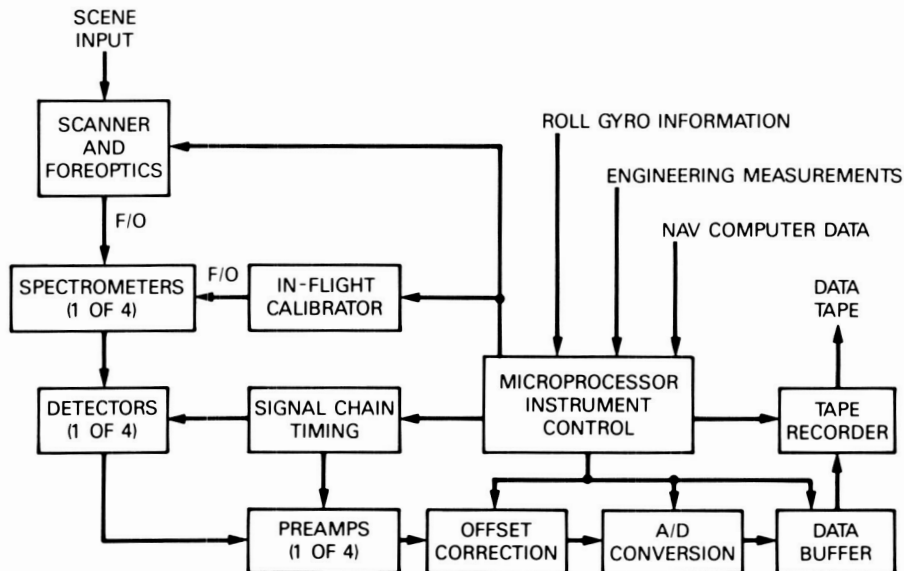 SCENE
INPUT
SCANNER
AND
FOREOPTICS
ROLL GYRO INFORMATION
ENGINEERING MEASUREMENTS
NAV COMPUTER DATA
F/O
SPECTROMETERS
(1 OF 4)
F/O
IN-FLIGHT
CALIBRATOR
DATA
TAPE
DETECTORS
(1 OF 4)
SIGNAL CHAIN
TIMING
MICROPROCESSOR
INSTRUMENT
CONTROL
TAPE
RECORDER
PREAMPS
(1 OF 4)
OFFSET
CORRECTION
A/D
CONVERSION
DATA
BUFFER